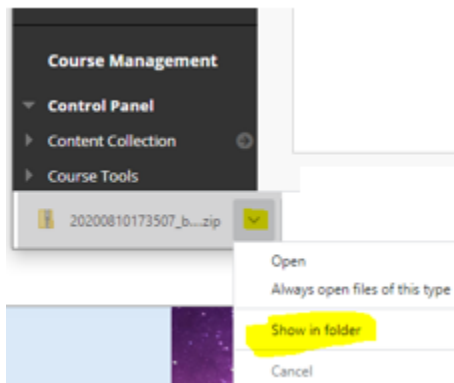 Course Management
Control Panel
Content Collection
Course Tools
20200810173507_b....zip
Open
Always open files of this type
Show in folder
Cancel